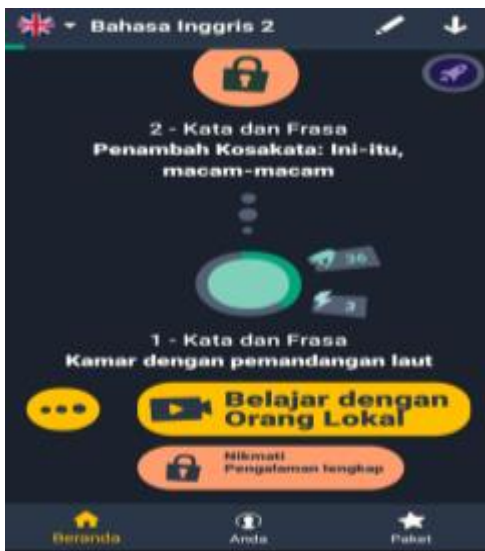 Bahasa Inggris 2
2 - Kata dan Frasa
Penambah Kosakata: Ini-itu,
macam-macam
36
3
1 - Kata dan Frasa
Kamar dengan pemandangan laut
Belajar dengan
Orang Lokal
Nikmati
Pengalaman lengkap
Beranda
Anda
Paket